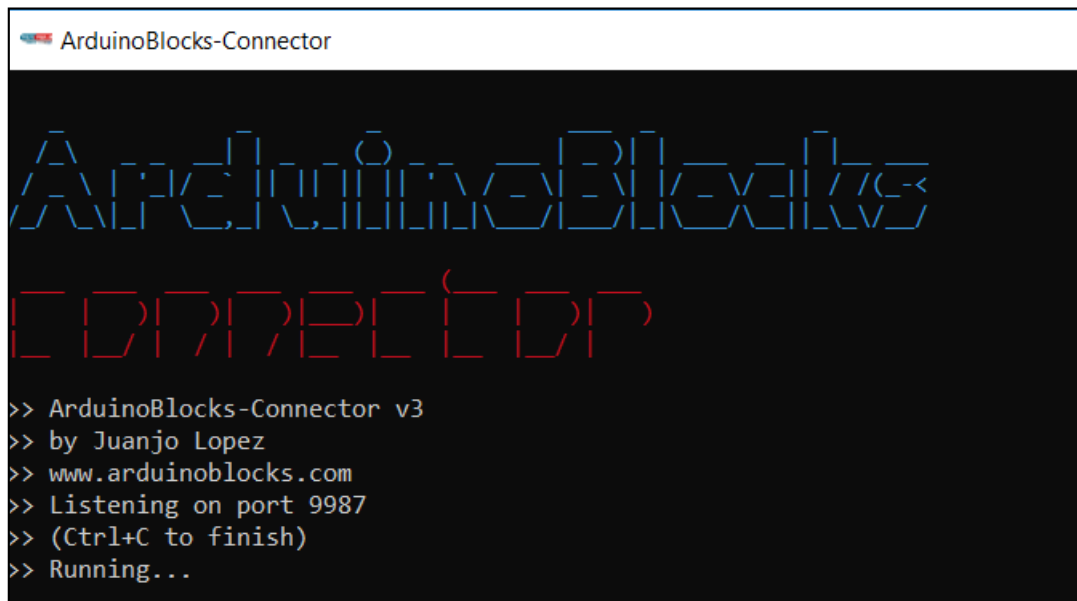 ArduinoBlocks-Connector
ArduinoBlocks
connector
>> ArduinoBlocks-Connector v3
>> by Juanjo Lopez
>> www.arduinoblocks.com
>> Listening on port 9987
>> (Ctrl+C to finish)
>> Running...